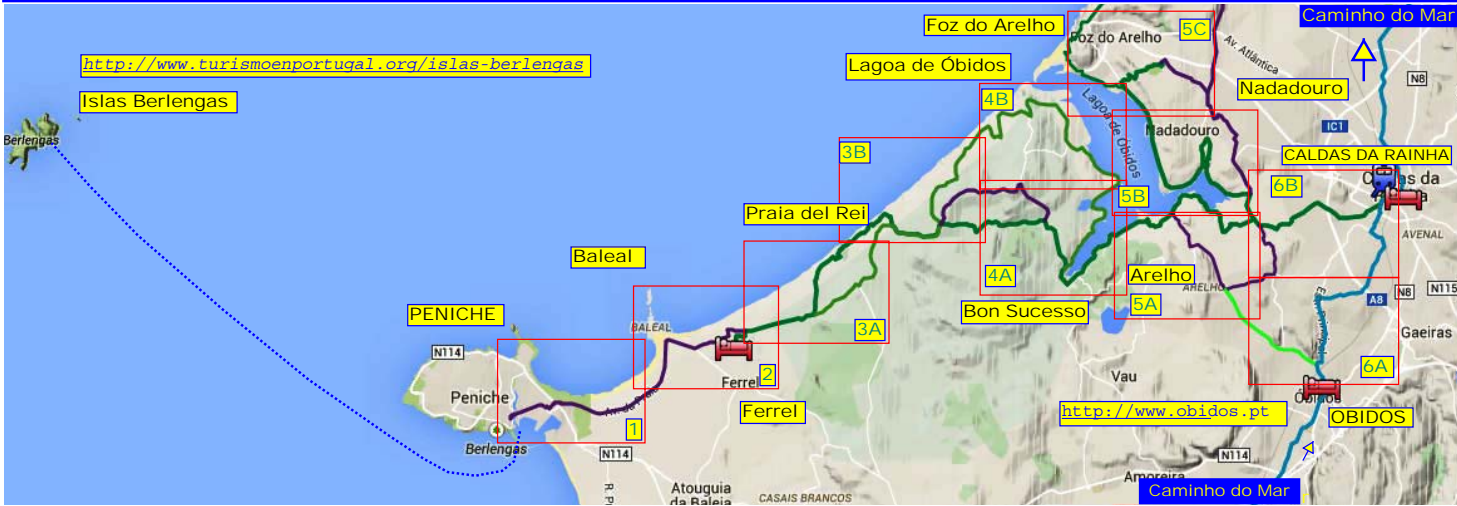 Caminho do Mar
Foz do Arelho
5C
Foz do Arelho
Av. Atlântica
http://www.turismoenportugal.org/islas-berlengas
Lagoa de Óbidos
N8
Nadadouro
Islas Berlengas
4B
Lagoa de Óbidos
IC1
Nadadouro
Berlengas
3B
CALDAS DA RAINHA
6B
5B
Praia del Rei
AVENAL
Baleal
4A
Arelho
ARELHO
N8
N115
A8
5A
Bon Sucesso
PENICHE
BALEAL
3A
Gaeiras
N114
6A
Vau
Ferrel
2
Peniche
Av. da Praia
Ferrel
http://www.obidos.pt
OBIDOS
1
Berlengas
N114
N114
Amoreira
Atouguia
da Baleia
CASAIS BRANCOS
Caminho do Mar